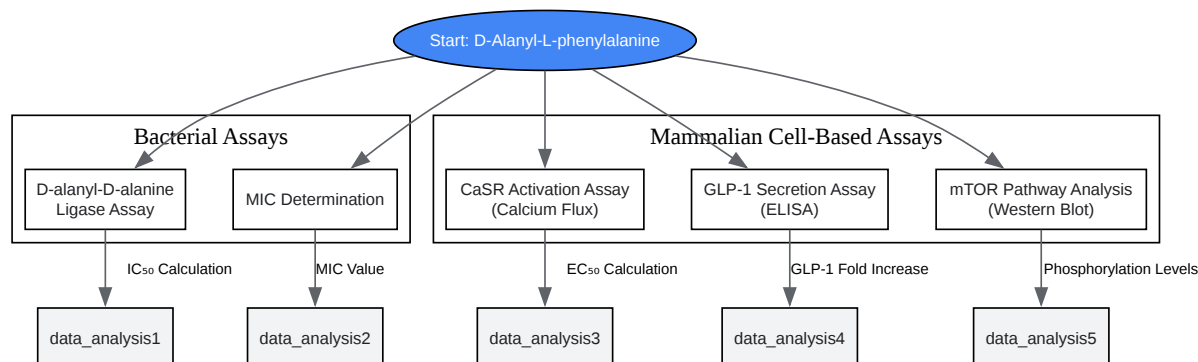 Start: D-Alanyl-L-phenylalanine
Bacterial Assays
Mammalian Cell-Based Assays
D-alanyl-D-alanine
Ligase Assay
MIC Determination
CaSR Activation Assay
(Calcium Flux)
GLP-1 Secretion Assay
(ELISA)
mTOR Pathway Analysis
(Western Blot)
IC₅₀ Calculation
MIC Value
EC₅₀ Calculation
GLP-1 Fold Increase
Phosphorylation Levels
data_analysis1
data_analysis2
data_analysis3
data_analysis4
data_analysis5